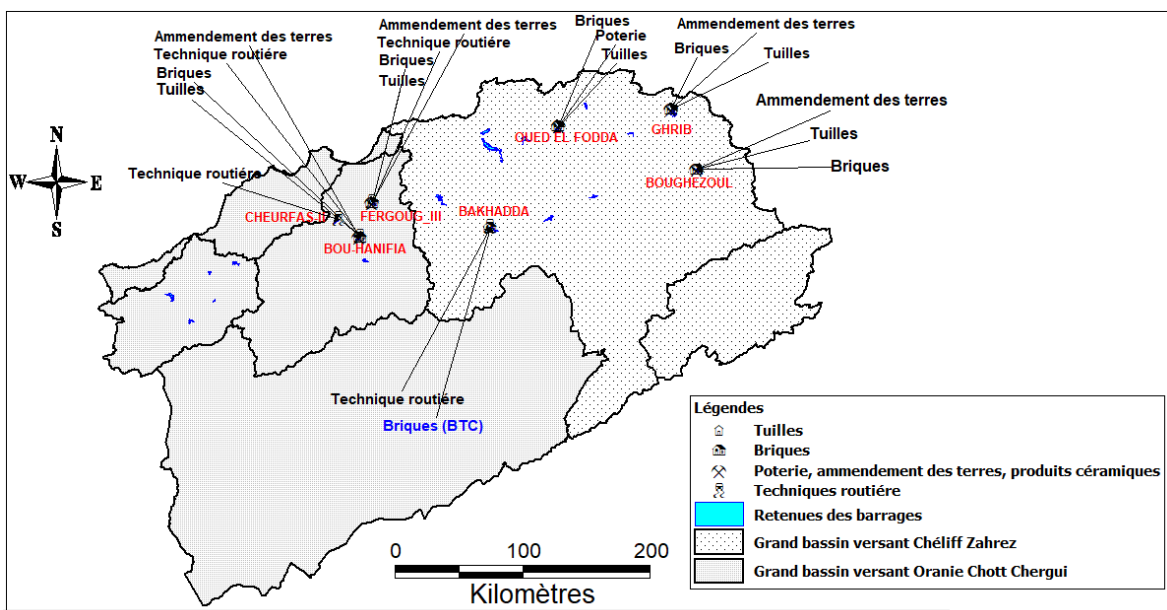 Ammendement des terres
Technique routiére
Briques
Tuilles
Ammendement des terres
Technique routiére
Briques
Tuilles
Briques
Poterie
Tuilles
Ammendement des terres
Briques
Tuilles
Ammendement des terres
Tuilles
Briques
N
W E
S
Technique routiére
CHEURFAS II
FERGOUG_III
BOU-HANIFIA
BAKHADDA
OUED EL FODDA
GHRIB
BOUGHEZOUL
Technique routiére
Briques (BTC)
0 100 200
Kilomètres
Légendes
Tuilles
Briques
Poterie, ammendement des terres, produits céramiques
Techniques routiére
Retenues des barrages
Grand bassin versant Chéliff Zahrez
Grand bassin versant Oranie Chott Chergui